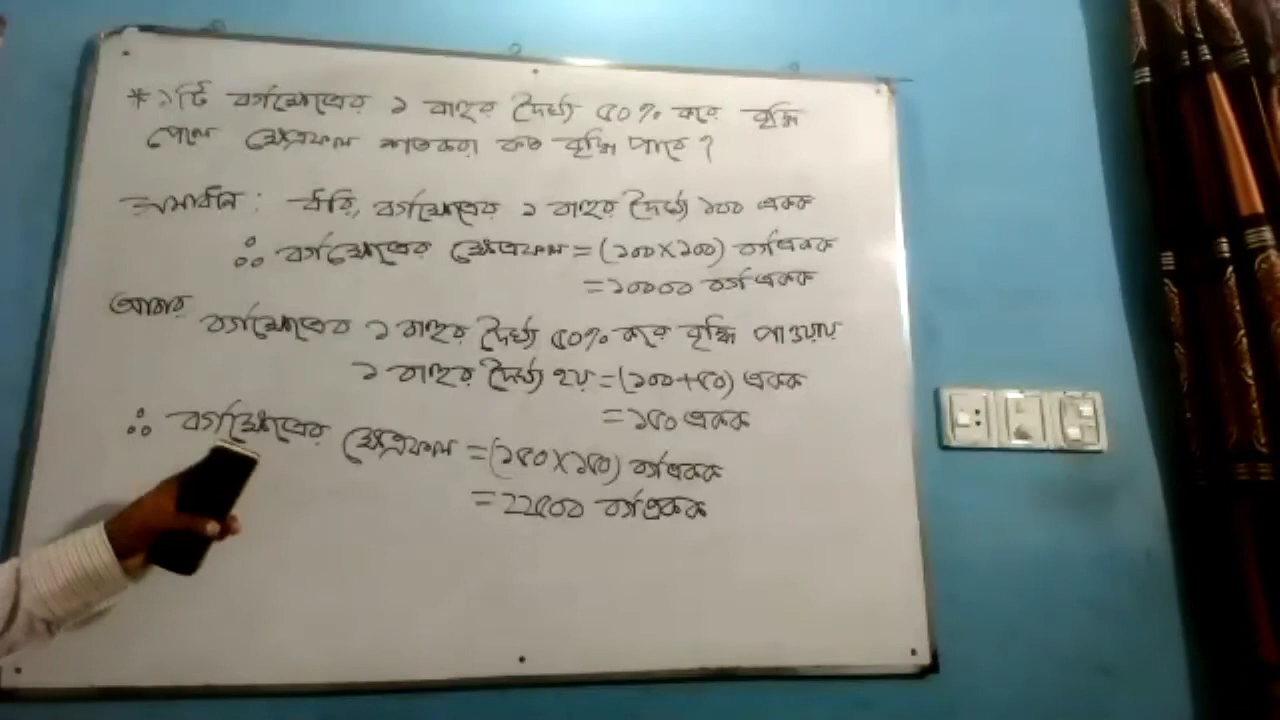 * ১টি বর্গক্ষেত্রের ১ বাহুর দৈর্ঘ্য ৫০% করে বৃদ্ধি
পেলে ক্ষেত্রফল শতকরা কত বৃদ্ধি পাবে ?
সমাধান : ধরি, বর্গক্ষেত্রের ১ বাহুর দৈর্ঘ্য ১০০ একক
∴ বর্গক্ষেত্রের ক্ষেত্রফল = (১০০×১০০) বর্গএকক
= ১০০০০ বর্গএকক
আবার
বর্গক্ষেত্রের ১ বাহুর দৈর্ঘ্য ৫০% করে বৃদ্ধি পাওয়ায়
১ বাহুর দৈর্ঘ্য হয় = (১০০+৫০) একক
= ১৫০ একক
∴ বর্গক্ষেত্রের ক্ষেত্রফল = (১৫০×১৫০) বর্গএকক
= ২২৫০০ বর্গএকক